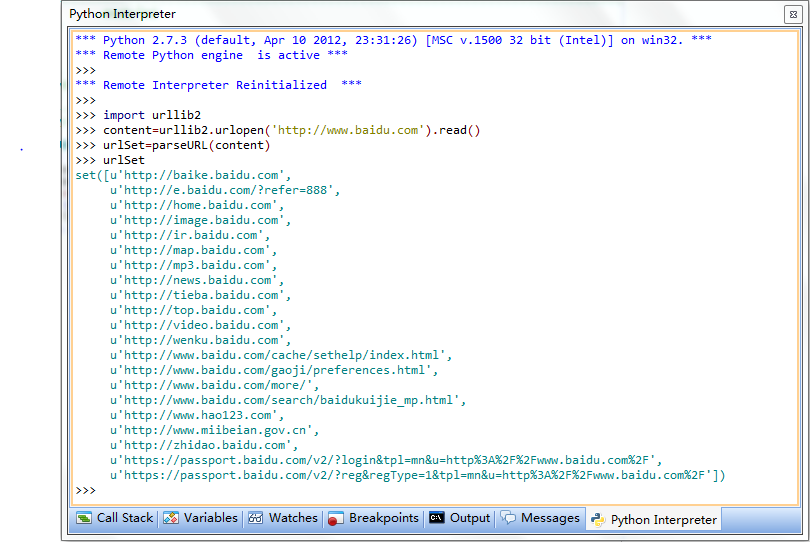 Python Interpreter
*** Python 2.7.3 (default, Apr 10 2012, 23:31:26) [MSC v.1500 32 bit (Intel)] on win32. ***
*** Remote Python engine  is active ***
>>>
*** Remote Interpreter Reinitialized  ***
>>>
>>> import urllib2
>>> content=urllib2.urlopen('http://www.baidu.com').read()
>>> urlSet=parseURL(content)
>>> urlSet
set([u'http://baike.baidu.com',
     u'http://e.baidu.com/?refer=888',
     u'http://home.baidu.com',
     u'http://image.baidu.com',
     u'http://ir.baidu.com',
     u'http://map.baidu.com',
     u'http://mp3.baidu.com',
     u'http://news.baidu.com',
     u'http://tieba.baidu.com',
     u'http://top.baidu.com',
     u'http://video.baidu.com',
     u'http://wenku.baidu.com',
     u'http://www.baidu.com/cache/sethelp/index.html',
     u'http://www.baidu.com/gaoji/preferences.html',
     u'http://www.baidu.com/more/',
     u'http://www.baidu.com/search/baidukuijie_mp.html',
     u'http://www.hao123.com',
     u'http://www.miibeian.gov.cn',
     u'http://zhidao.baidu.com',
     u'https://passport.baidu.com/v2/?login&tpl=mn&u=http%3A%2F%2Fwww.baidu.com%2F',
     u'https://passport.baidu.com/v2/?reg&regType=1&tpl=mn&u=http%3A%2F%2Fwww.baidu.com%2F'])
>>>
Call Stack Variables Watches Breakpoints Output Messages Python Interpreter